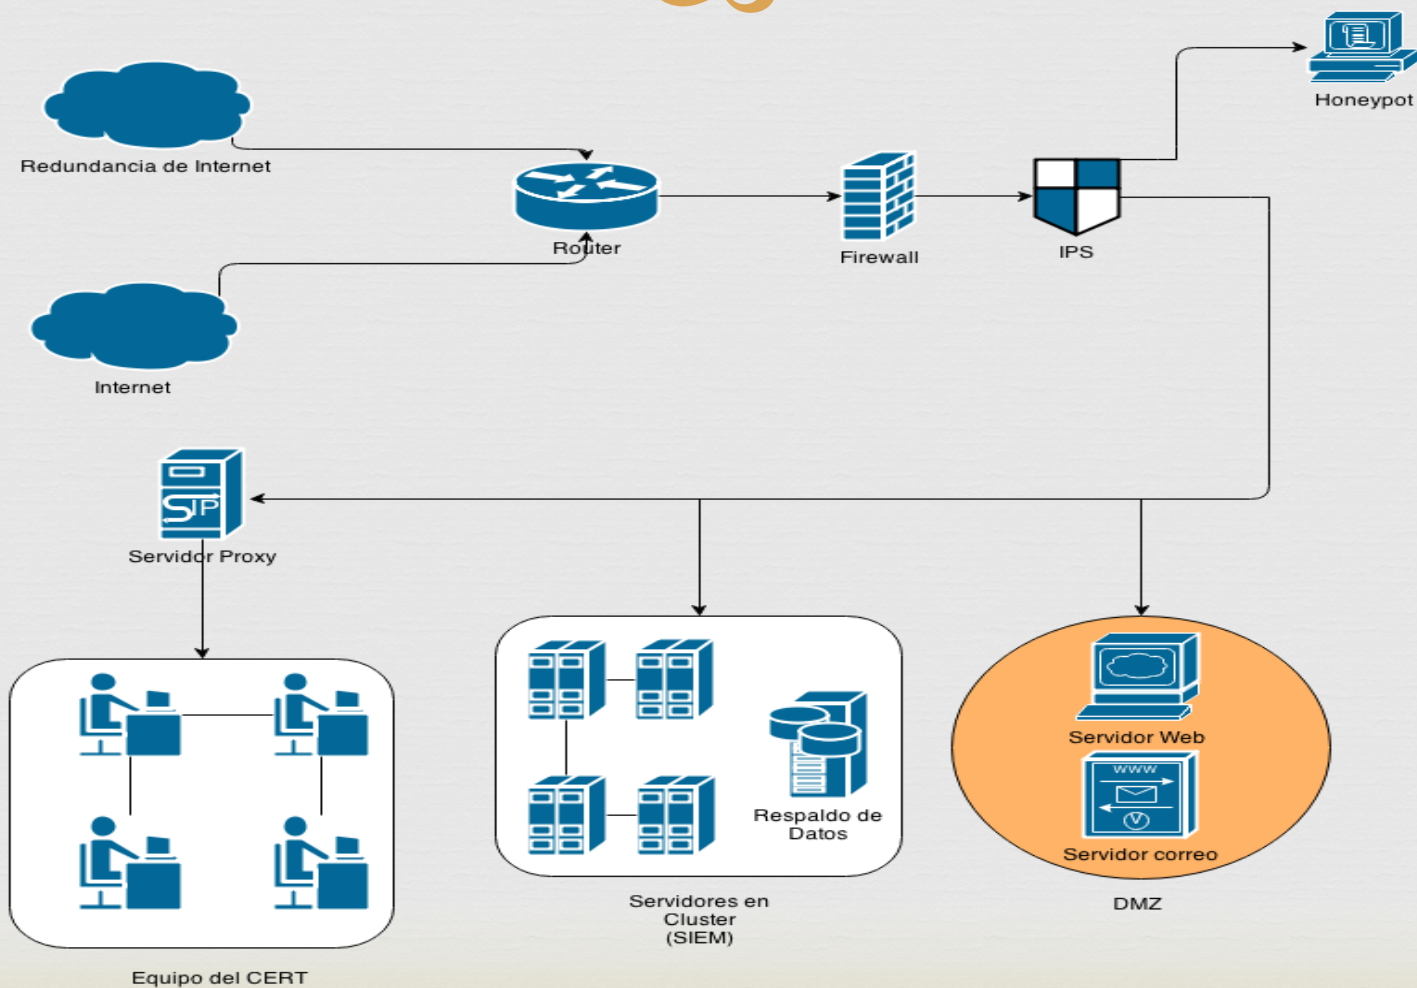 Honeypot
Redundancia de Internet
Router
Firewall
IPS
Internet
SIP
Servidor Proxy
Servidor Web
WWW
V
Respaldo de
Datos
Servidor correo
Servidores en
Cluster
(SIEM)
DMZ
Equipo del CERT